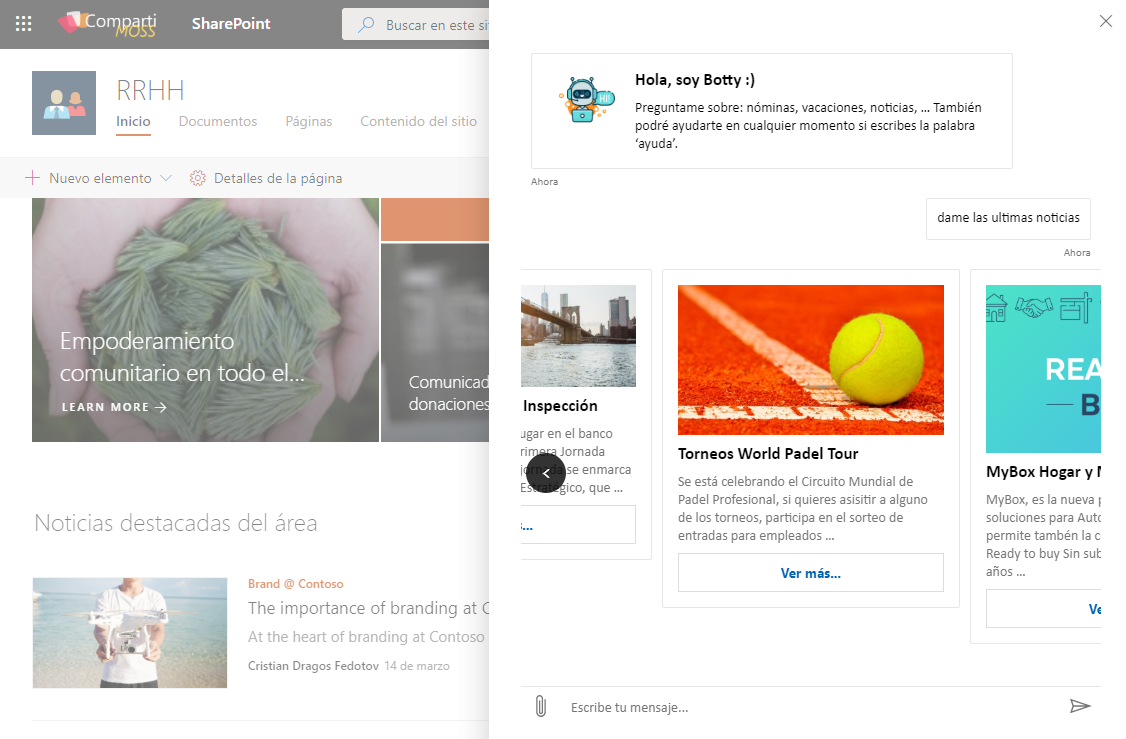 Comparti
MOSS
SharePoint
Buscar en este si
RRHH
Inicio
Documentos
Páginas
Contenido del sitio
Nuevo elemento
Detalles de la página
Empoderamiento
comunitario en todo el...
LEARN MORE
Comunicad
donaciones
Noticias destacadas del área
Brand @ Contoso
The importance of branding at C
At the heart of branding at Contoso
Cristian Dragos Fedotov 14 de marzo
Hola, soy Botty :)
Preguntame sobre: nóminas, vacaciones, noticias, ... También
podré ayudarte en cualquier momento si escribes la palabra
‘ayuda’.
HI
Ahora
dame las ultimas noticias
Ahora
Inspección
ugar en el banco
rimera Jornada
jornada se enmarca
Estratégico, que ...
s...
Torneos World Padel Tour
Se está celebrando el Circuito Mundial de
Padel Profesional, si quieres asisitir a alguno
de los torneos, participa en el sorteo de
entradas para empleados ...
Ver más...
REA
B
MyBox Hogar y M
MyBox, es la nueva p
soluciones para Auto
permite tambén la c
Ready to buy Sin sub
años ...
Ve
Escribe tu mensaje...